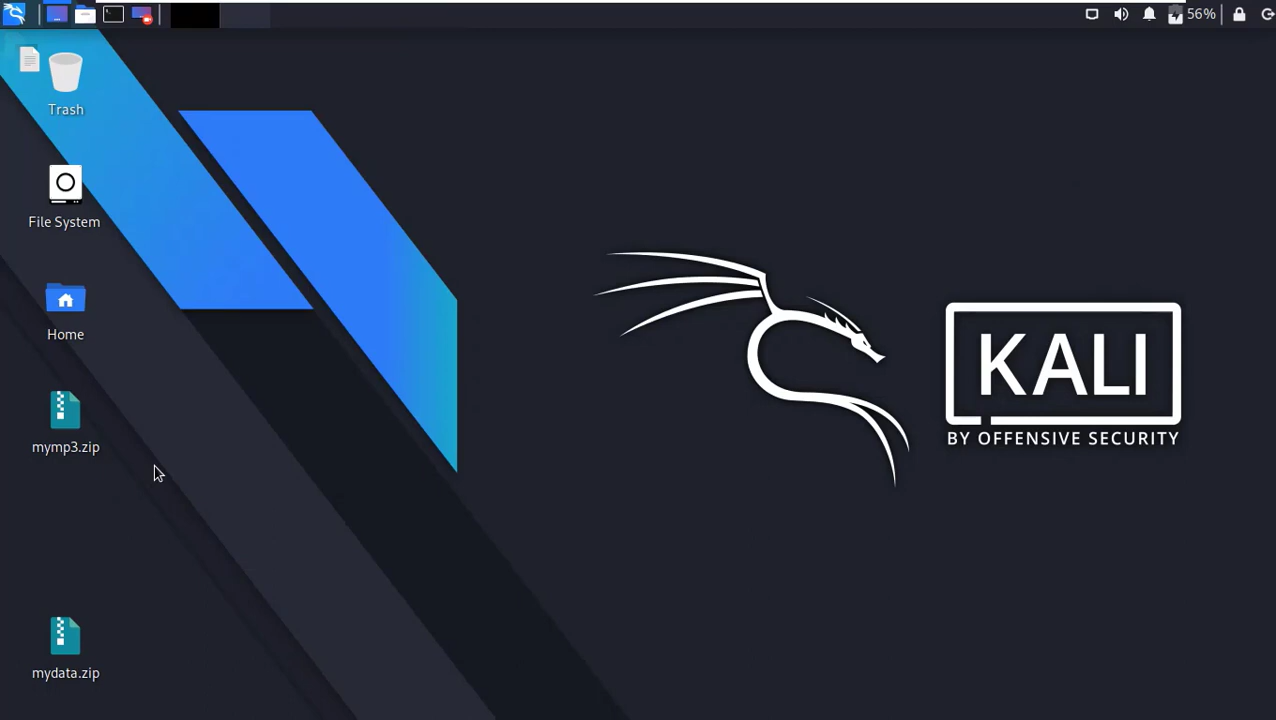 56%
Trash
File System
Home
mymp3.zip
mydata.zip
KALI
BY OFFENSIVE SECURITY